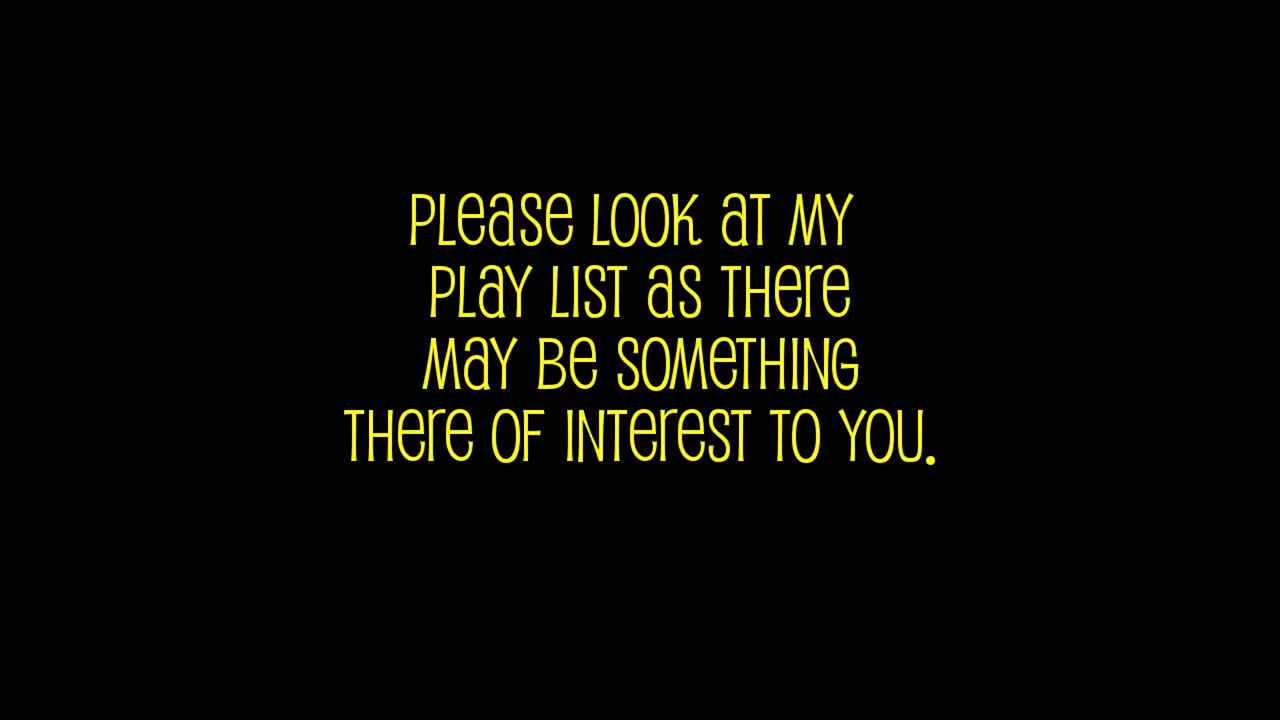 Please look at my
play list as there
may be something
there of interest to you.